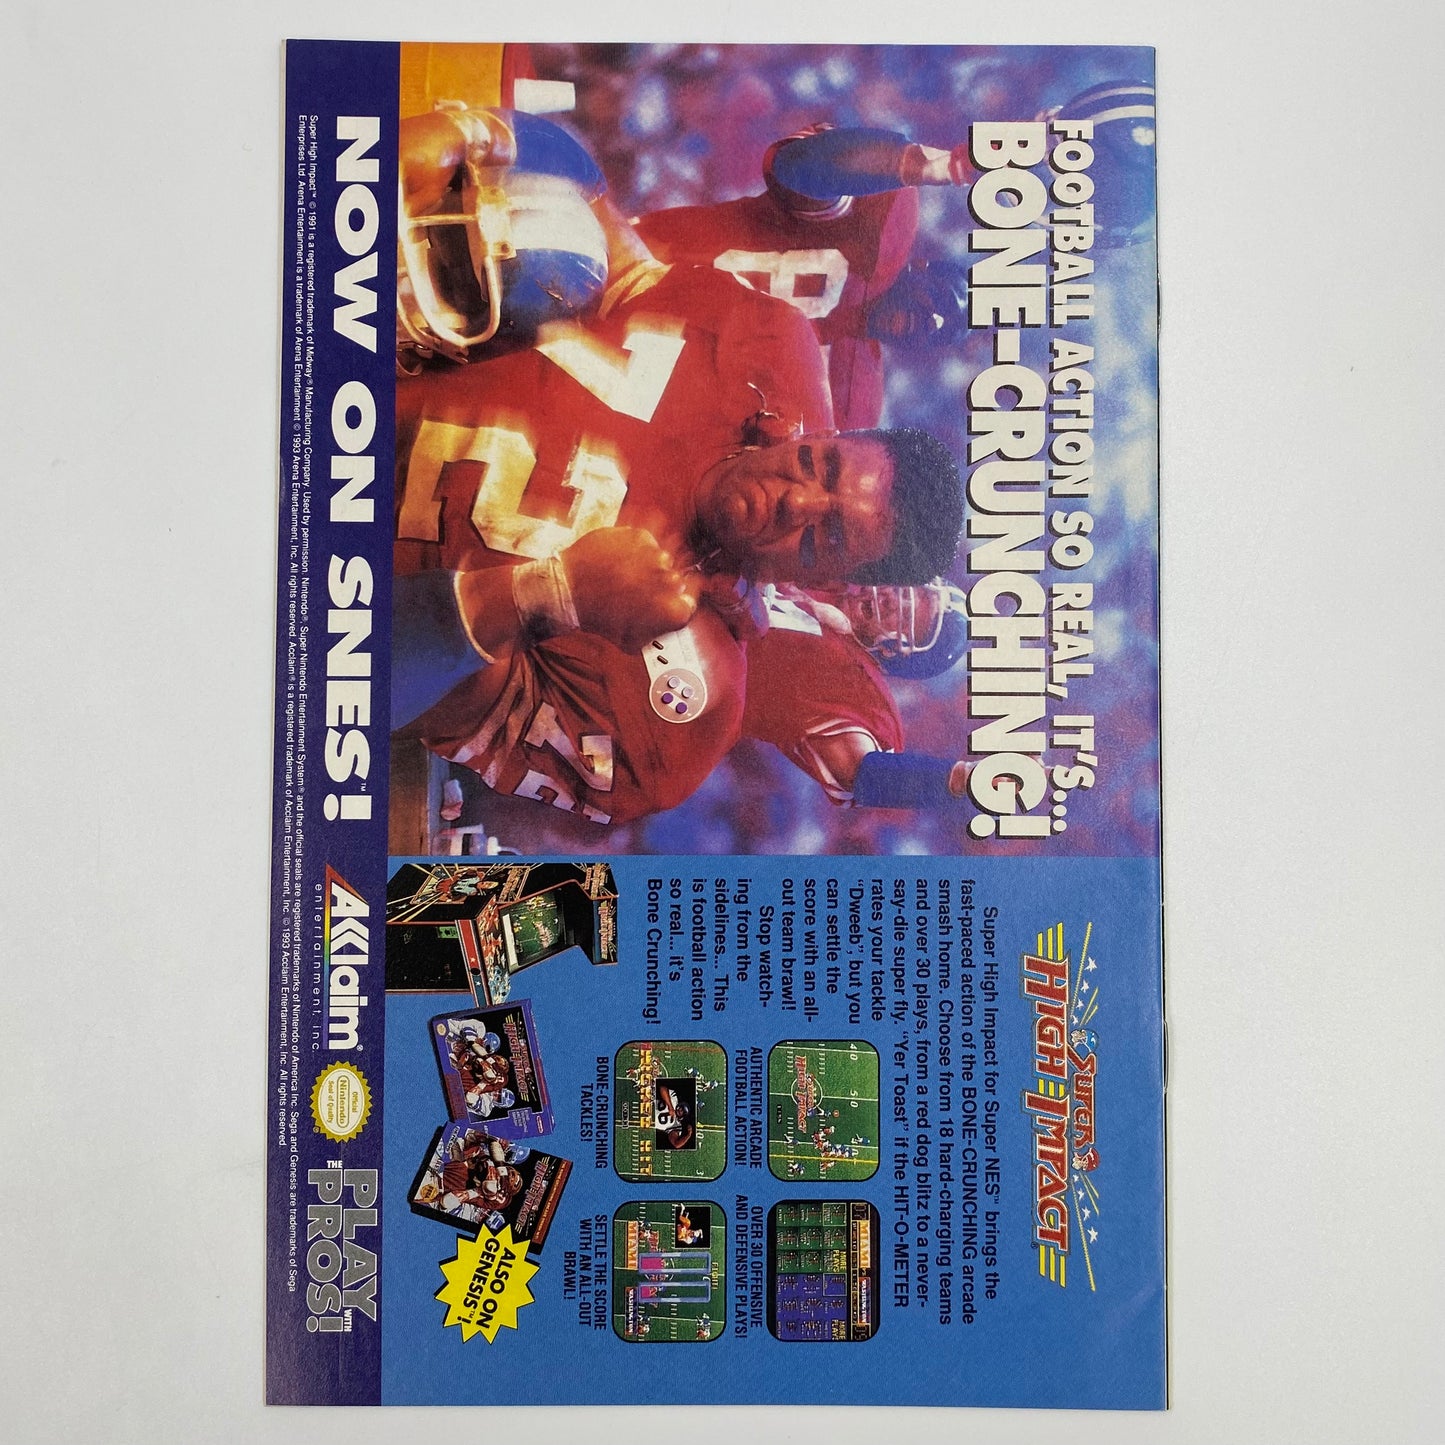 FOOTBALL ACTION SO REAL, IT'S...
BONE-CRUNCHING!
SUPER
HIGH IMPACT
Super High Impact for Super NES™ brings the
fast-paced action of the BONE-CRUNCHING arcade
smash home. Choose from 18 hard-charging teams
and over 30 plays, from a red dog blitz to a never-
say-die super fly. "Yer Toast" if the HIT-O-METER
rates your tackle
"Dweeb", but you
can settle the
score with an all-
out team brawl!
Stop watch-
ing from the
sidelines... This
is football action
so real... it's
Bone Crunching!
AUTHENTIC ARCADE
FOOTBALL ACTION!
OVER 30 OFFENSIVE
AND DEFENSIVE PLAYS!
BONE-CRUNCHING
TACKLES!
SETTLE THE SCORE
WITH AN ALL-OUT
BRAWL!
ALSO ON
GENESIS™!
NOW ON SNES™!
AKKlaim®
entertainment, inc.
Official
Nintendo
Seal of Quality
THE PLAY WITH
PROS!
Super High Impact™ © 1991 is a registered trademark of Midway® Manufacturing Company. Used by permission. Nintendo®, Super Nintendo Entertainment System® and the official seals are registered trademarks of Nintendo of America Inc. Sega and Genesis are trademarks of Sega
Enterprises Ltd. Arena Entertainment is a trademark of Arena Entertainment © 1993 Arena Entertainment, Inc. All rights reserved. Acclaim® is a registered trademark of Acclaim Entertainment, Inc. © 1993 Acclaim Entertainment, Inc. All rights reserved.